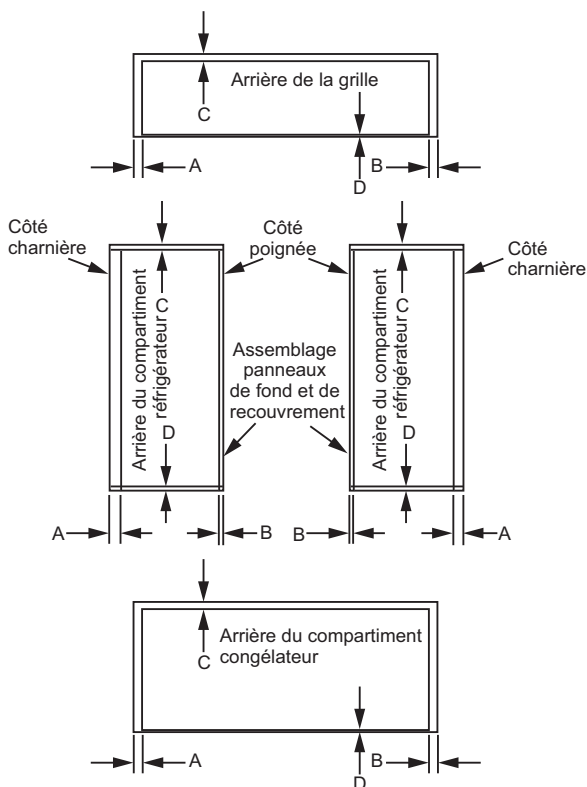 Arrière de la grille
C
A
B
D
Côté
charnière
Côté
poignée
Côté
charnière
Arrière du compartiment
réfrigérateur
C
D
Assemblage
panneaux
de fond et de
recouvrement
Arrière du compartiment
réfrigérateur
C
D
A
B
B
A
Arrière du compartiment
congélateur
C
A
B
D